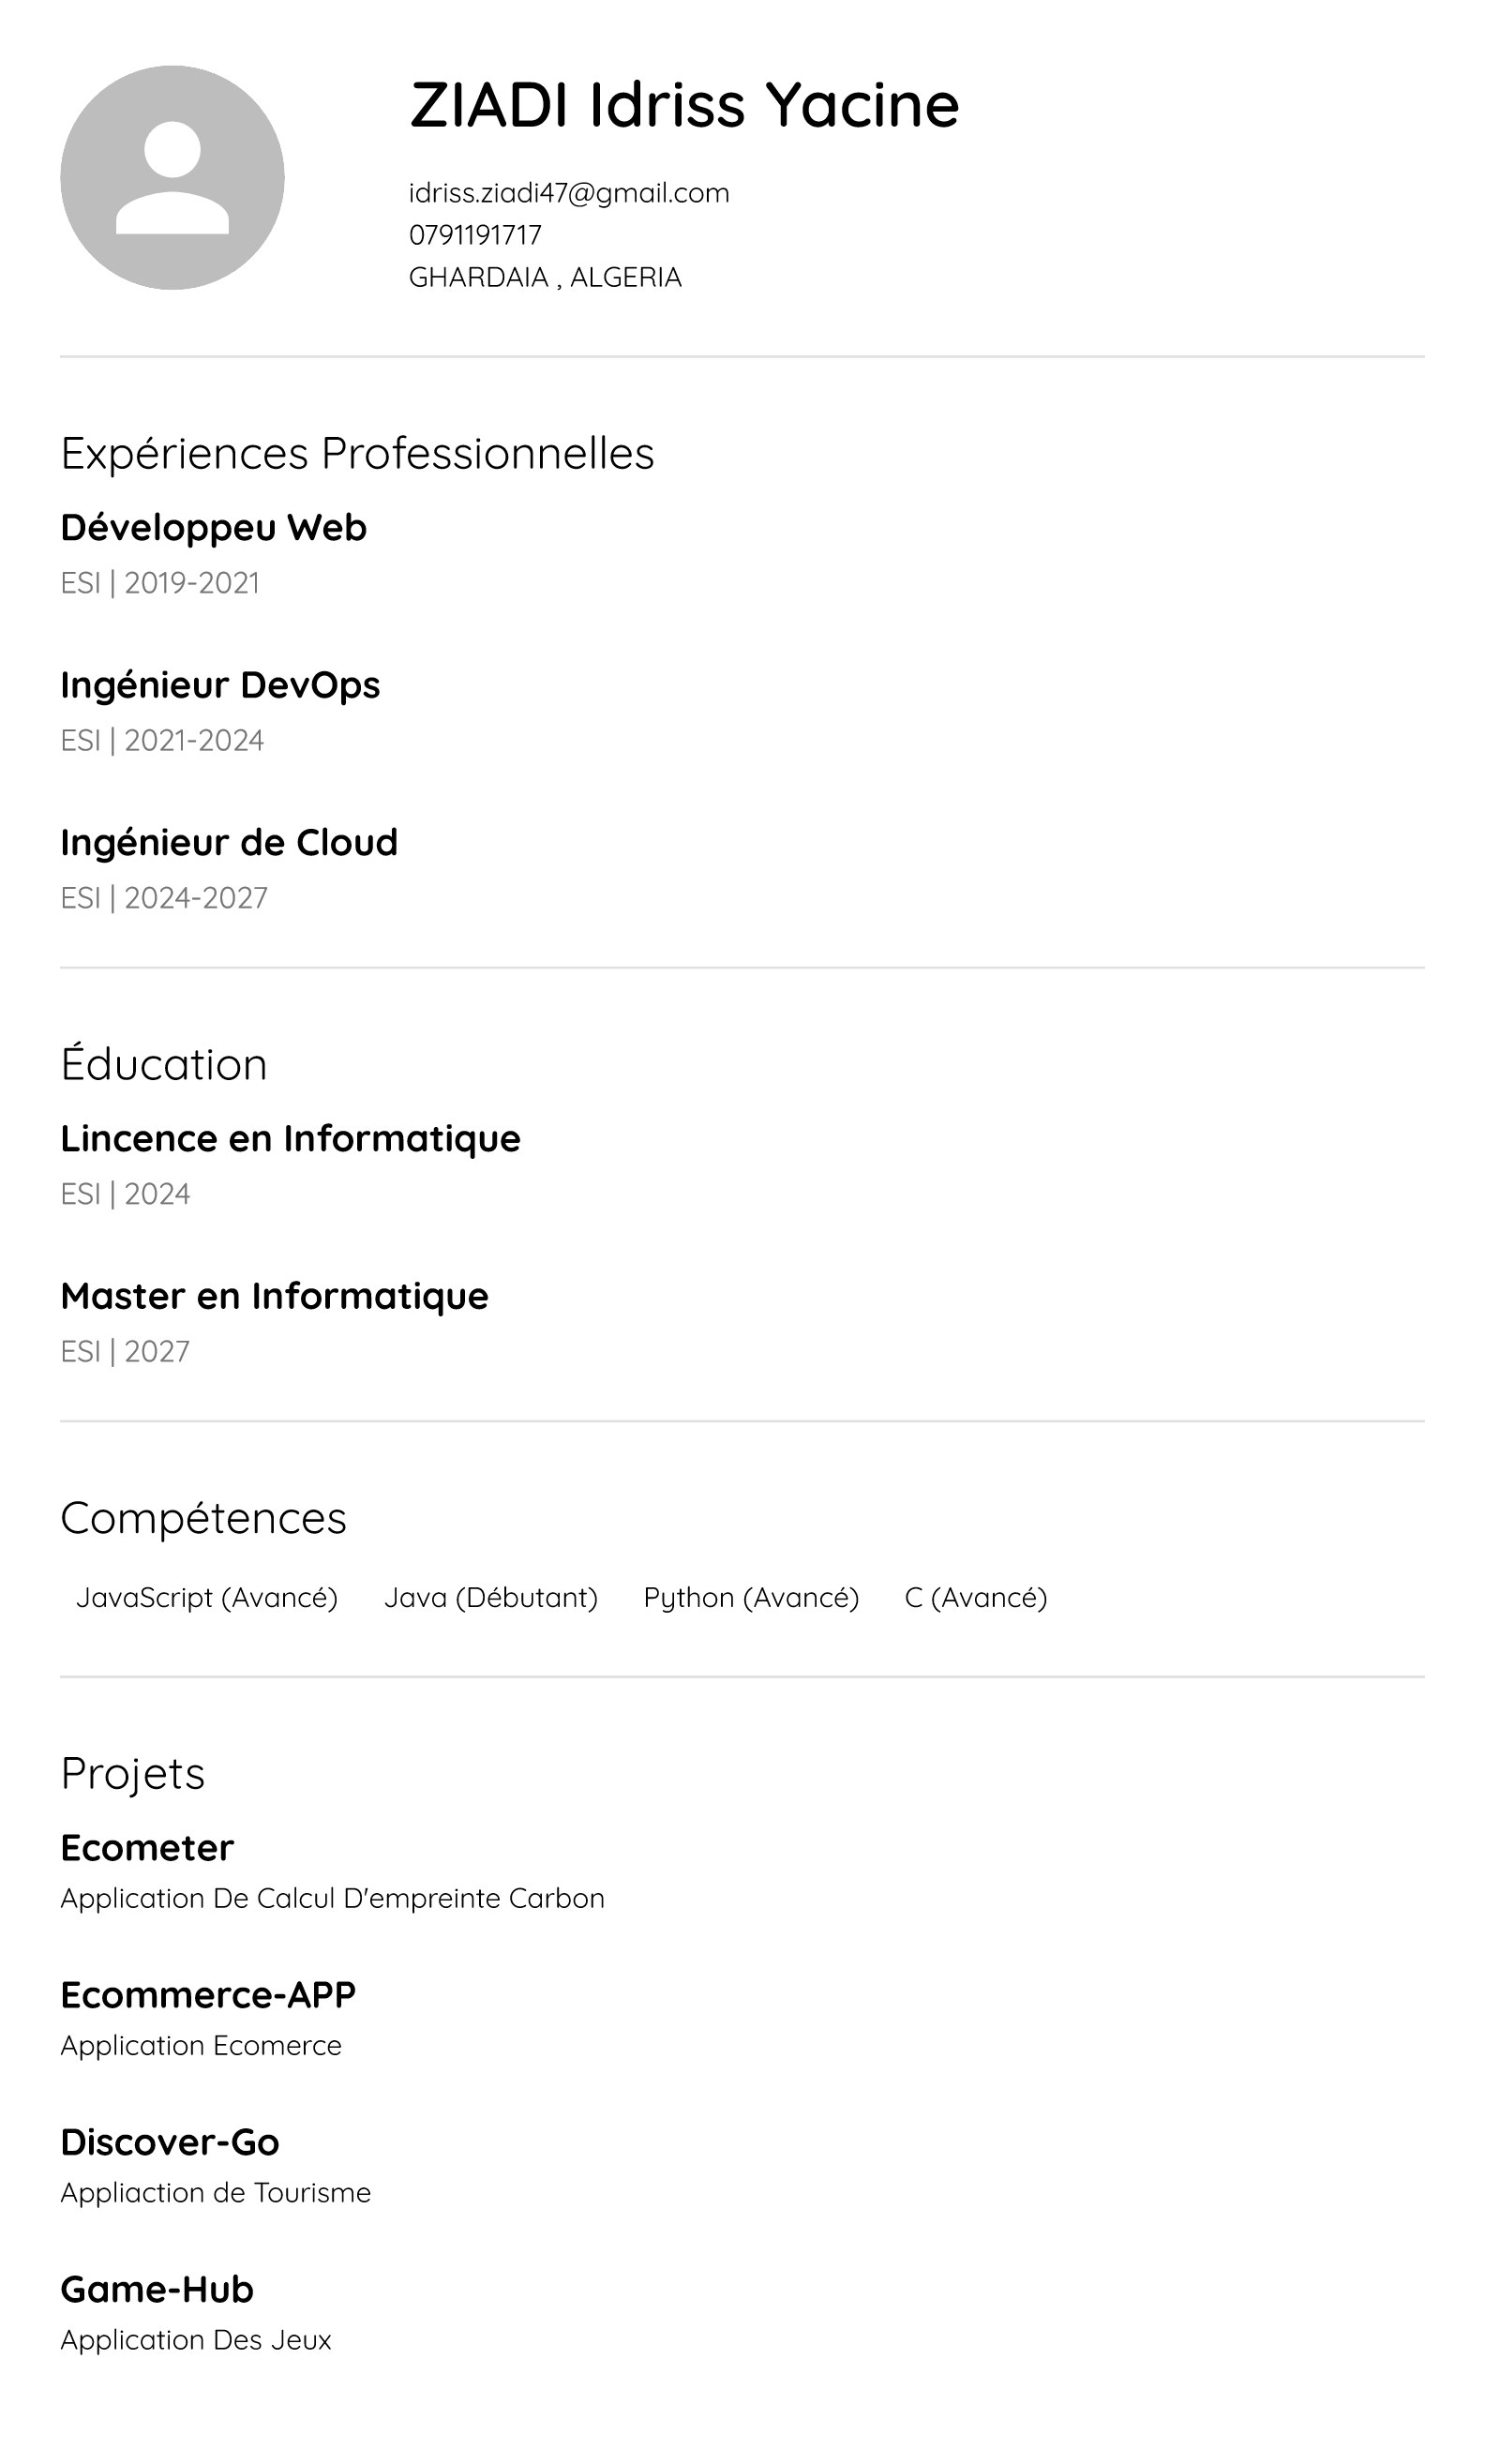 ZIADI Idriss Yacine
idriss.ziadi47@gmail.com
0791191717
GHARDAIA , ALGERIA
Expériences Professionnelles
Développeu Web
ESI | 2019-2021
Ingénieur DevOps
ESI | 2021-2024
Ingénieur de Cloud
ESI | 2024-2027
Éducation
Lincence en Informatique
ESI | 2024
Master en Informatique
ESI | 2027
Compétences
JavaScript (Avancé) Java (Débutant) Python (Avancé) C (Avancé)
Projets
Ecometer
Application De Calcul D'empreinte Carbon
Ecommerce-APP
Application Ecomerce
Discover-Go
Appliaction de Tourisme
Game-Hub
Application Des Jeux